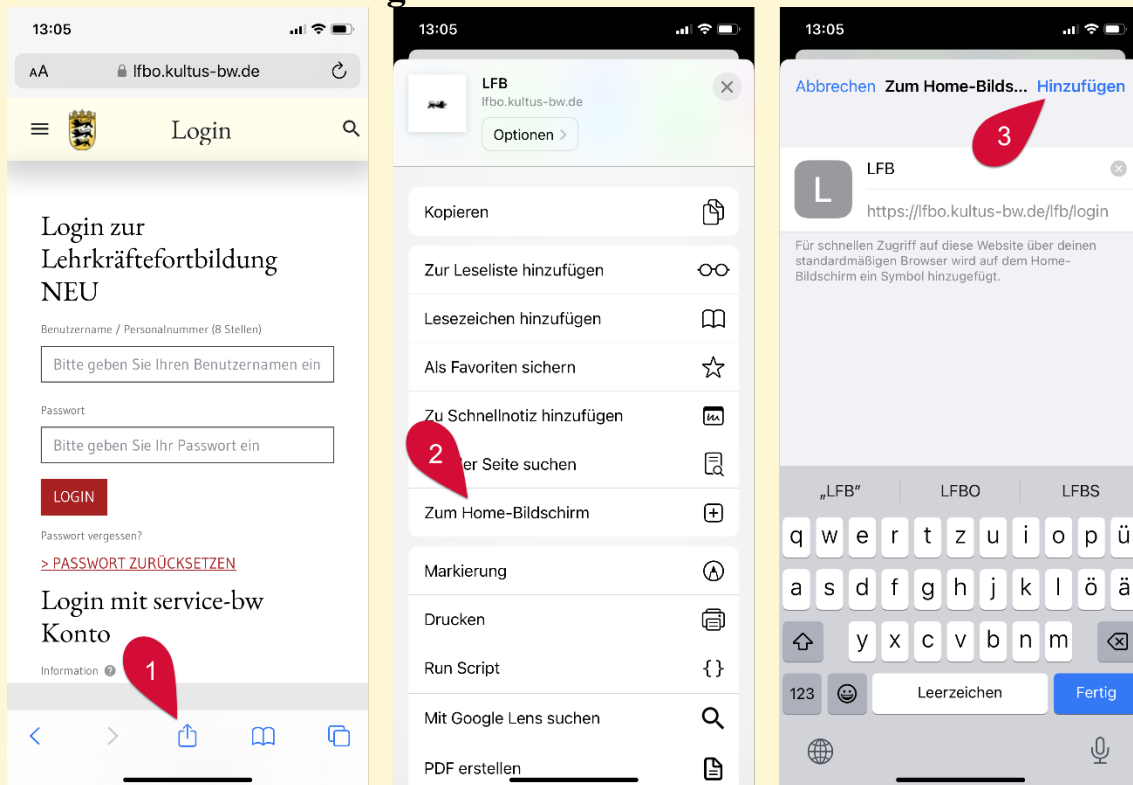 13:05
AA lfbo.kultus-bw.de
Login
Login zur
Lehrkräftefortbildung
NEU
Benutzername / Personalnummer (8 Stellen)
Bitte geben Sie Ihren Benutzernamen ein
Passwort
Bitte geben Sie Ihr Passwort ein
LOGIN
Passwort vergessen?
> PASSWORT ZURÜCKSETZEN
Login mit service-bw
Konto
Information
1
13:05
LFB
lfbo.kultus-bw.de
Optionen >
Kopieren
Zur Leseliste hinzufügen
Lesezeichen hinzufügen
Als Favoriten sichern
Zu Schnellnotiz hinzufügen
2
er Seite suchen
Zum Home-Bildschirm
Markierung
Drucken
Run Script
{}
Mit Google Lens suchen
PDF erstellen
13:05
Abbrechen Zum Home-Bilds... Hinzufügen
3
L
LFB
https://lfbo.kultus-bw.de/lfb/login
Für schnellen Zugriff auf diese Website über deinen
standardmäßigen Browser wird auf dem Home-
Bildschirm ein Symbol hinzugefügt.
„LFB“ LFBO LFBS
q w e r t z u i o p ü
a s d f g h j k l ö ä
y x c v b n m
123 Leerzeichen Fertig